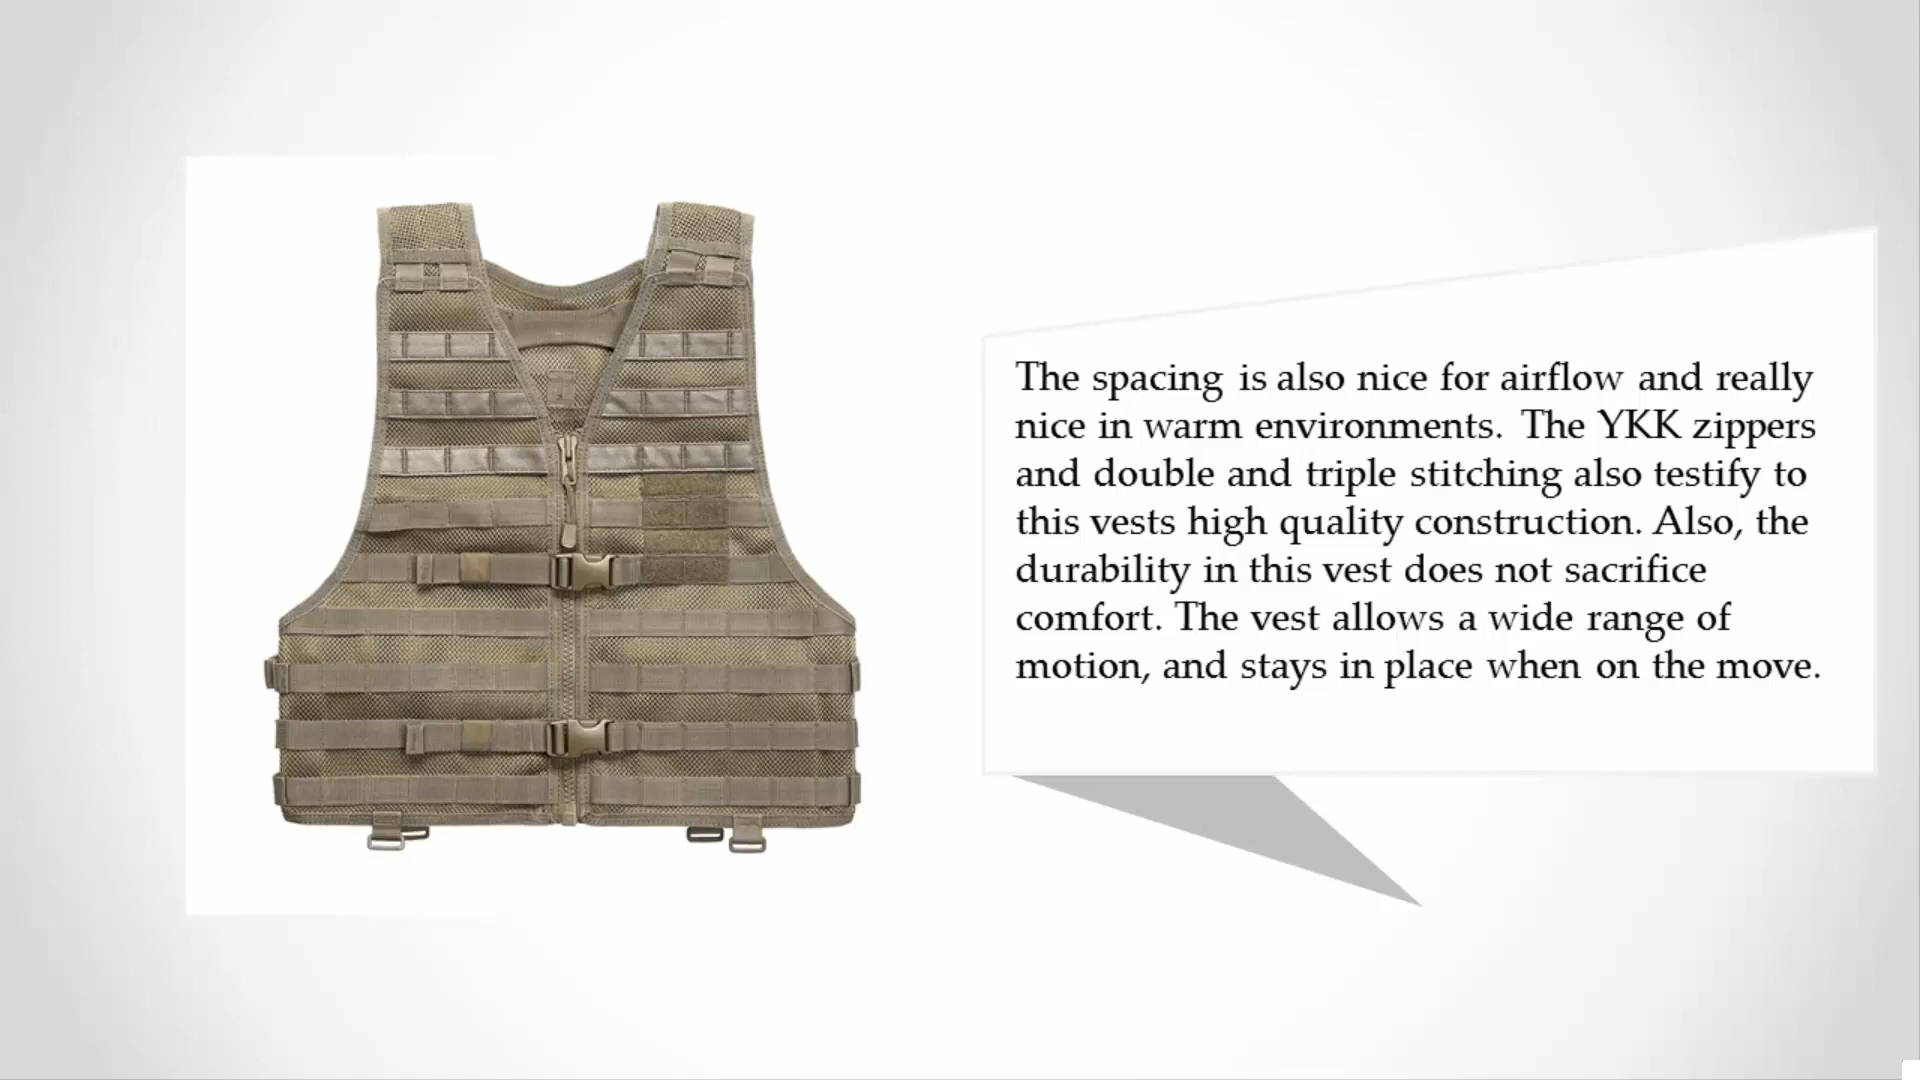 The spacing is also nice for airflow and really
nice in warm environments. The YKK zippers
and double and triple stitching also testify to
this vests high quality construction. Also, the
durability in this vest does not sacrifice
comfort. The vest allows a wide range of
motion, and stays in place when on the move.